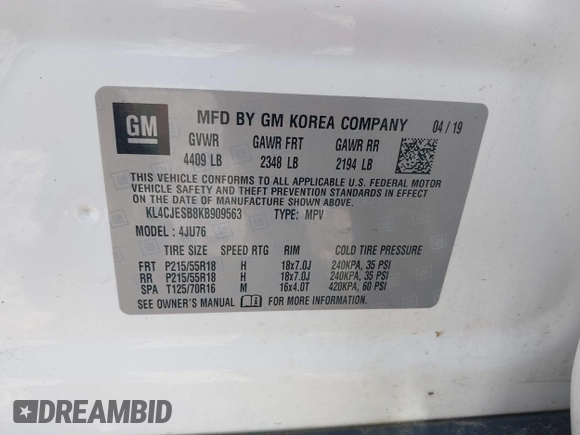 GM
MFD BY GM KOREA COMPANY 04 / 19
GVWR GAWR FRT GAWR RR
4409 LB 2348 LB 2194 LB
THIS VEHICLE CONFORMS TO ALL APPLICABLE U.S. FEDERAL MOTOR
VEHICLE SAFETY AND THEFT PREVENTION STANDARDS IN EFFECT ON
THE DATE OF MANUFACTURE SHOWN ABOVE.
KL4CJESB8KB909563 TYPE: MPV
MODEL : 4JU76
TIRE SIZE SPEED RTG RIM COLD TIRE PRESSURE
FRT P215/55R18 H 18x7.0J 240KPA, 35 PSI
RR P215/55R18 H 18x7.0J 240KPA, 35 PSI
SPA T125/70R16 M 16x4.0T 420KPA, 60 PSI
SEE OWNER'S MANUAL FOR MORE INFORMATION.
DREAMBID